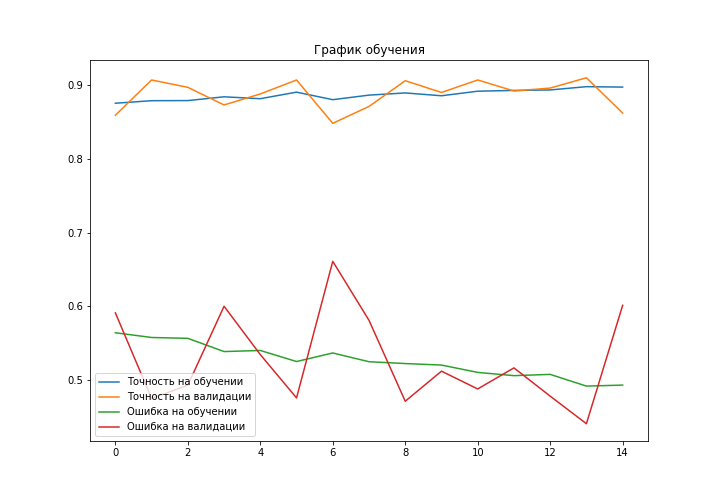 График обучения
0.9
0.8
0.7
0.6
0.5
Точность на обучении
Точность на валидации
Ошибка на обучении
Ошибка на валидации
0 2 4 6 8 10 12 14